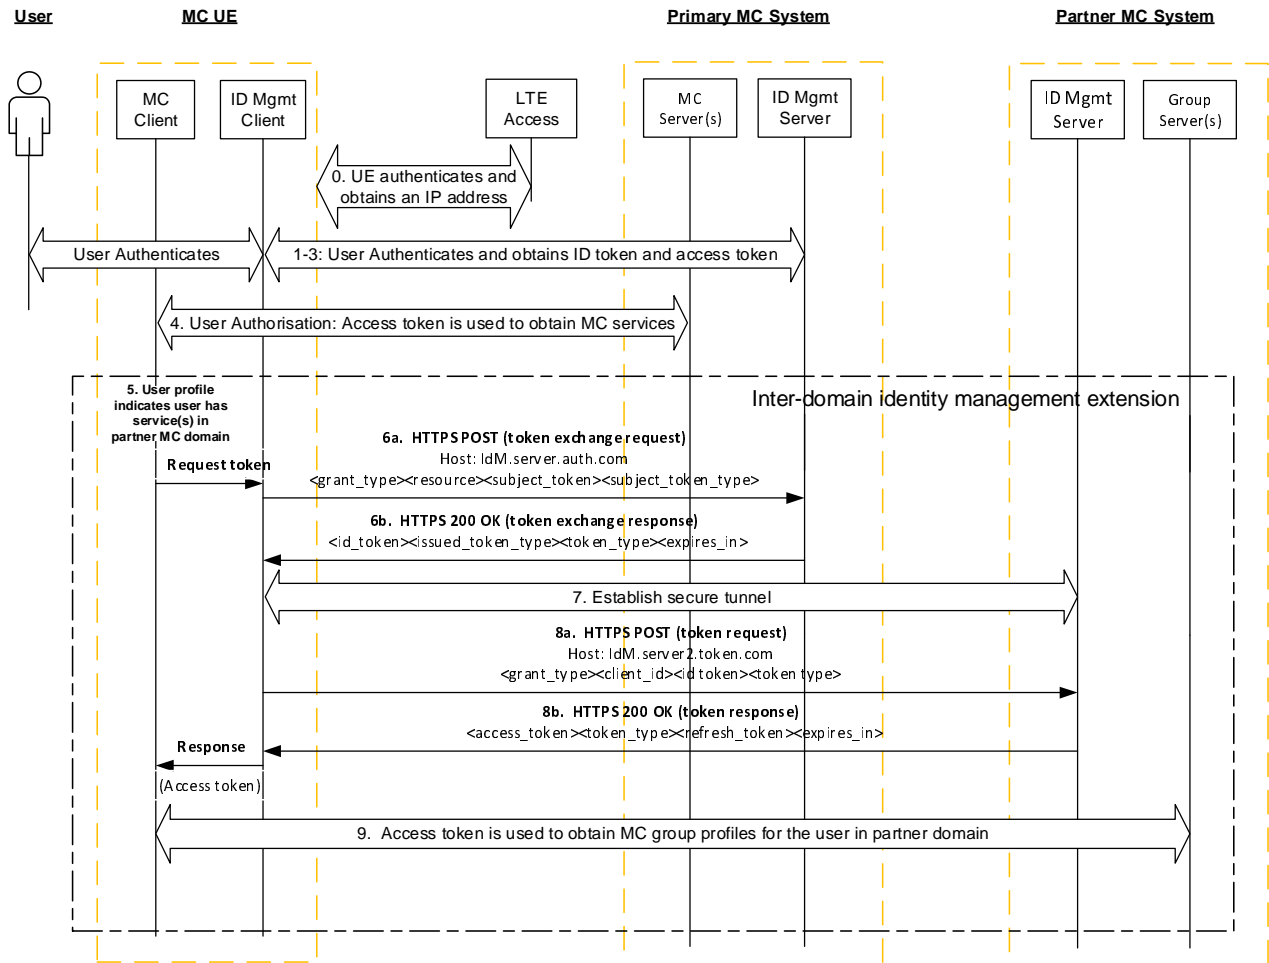 User
MC UE
Primary MC System
Partner MC System
MC
Client
ID Mgmt
Client
LTE
Access
MC
Server(s)
ID Mgmt
Server
ID Mgmt
Server
Group
Server(s)
0. UE authenticates and
obtains an IP address
User Authenticates
1-3: User Authenticates and obtains ID token and access token
4. User Authorisation: Access token is used to obtain MC services
5. User profile
indicates user has
service(s) in
partner MC domain
Inter-domain identity management extension
Request token
6a. HTTPS POST (token exchange request)
Host: IdM.server.auth.com
<grant_type><resource><subject_token><subject_token_type>
6b. HTTPS 200 OK (token exchange response)
<id_token><issued_token_type><token_type><expires_in>
7. Establish secure tunnel
8a. HTTPS POST (token request)
Host: IdM.server2.token.com
<grant_type><client_id><id token><token type>
8b. HTTPS 200 OK (token response)
<access_token><token_type><refresh_token><expires_in>
Response
(Access token)
9. Access token is used to obtain MC group profiles for the user in partner domain